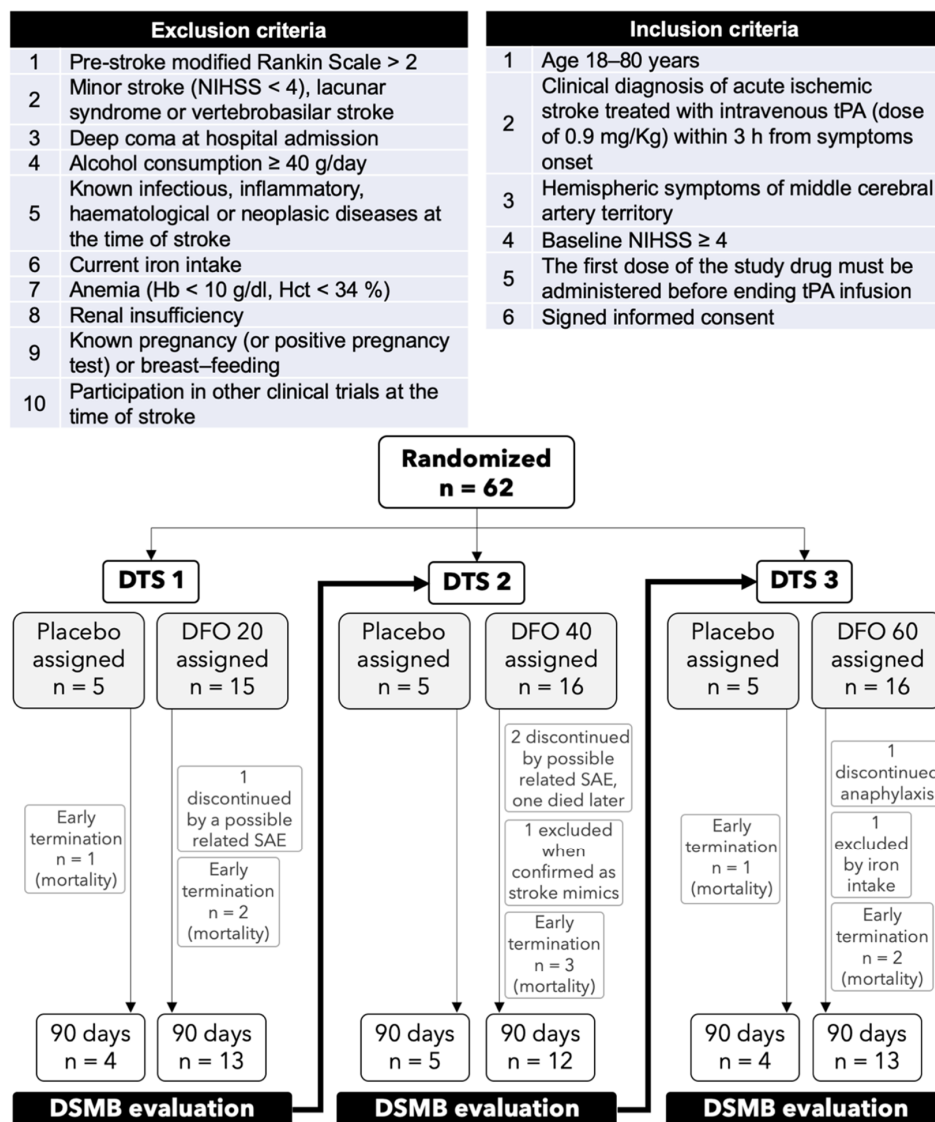 Exclusion criteria
1 Pre-stroke modified Rankin Scale > 2
2 Minor stroke (NIHSS < 4), lacunar
syndrome or vertebrobasilar stroke
3 Deep coma at hospital admission
4 Alcohol consumption ≥ 40 g/day
5 Known infectious, inflammatory,
haematological or neoplasic diseases at
the time of stroke
6 Current iron intake
7 Anemia (Hb < 10 g/dl, Hct < 34 %)
8 Renal insufficiency
9 Known pregnancy (or positive pregnancy
test) or breast–feeding
10 Participation in other clinical trials at the
time of stroke
Inclusion criteria
1 Age 18–80 years
2 Clinical diagnosis of acute ischemic
stroke treated with intravenous tPA (dose
of 0.9 mg/Kg) within 3 h from symptoms
onset
3 Hemispheric symptoms of middle cerebral
artery territory
4 Baseline NIHSS ≥ 4
5 The first dose of the study drug must be
administered before ending tPA infusion
6 Signed informed consent
Randomized
n = 62
DTS 1
Placebo
assigned
n = 5
DFO 20
assigned
n = 15
Early
termination
n = 1
(mortality)
1
discontinued
by a possible
related SAE
Early
termination
n = 2
(mortality)
90 days
n = 4
90 days
n = 13
DSMB evaluation
DTS 2
Placebo
assigned
n = 5
DFO 40
assigned
n = 16
2 discontinued
by possible
related SAE,
one died later
1 excluded
when
confirmed as
stroke mimics
Early
termination
n = 3
(mortality)
90 days
n = 5
90 days
n = 12
DSMB evaluation
DTS 3
Placebo
assigned
n = 5
DFO 60
assigned
n = 16
Early
termination
n = 1
(mortality)
1
discontinued
anaphylaxis
1
excluded
by iron
intake
Early
termination
n = 2
(mortality)
90 days
n = 4
90 days
n = 13
DSMB evaluation